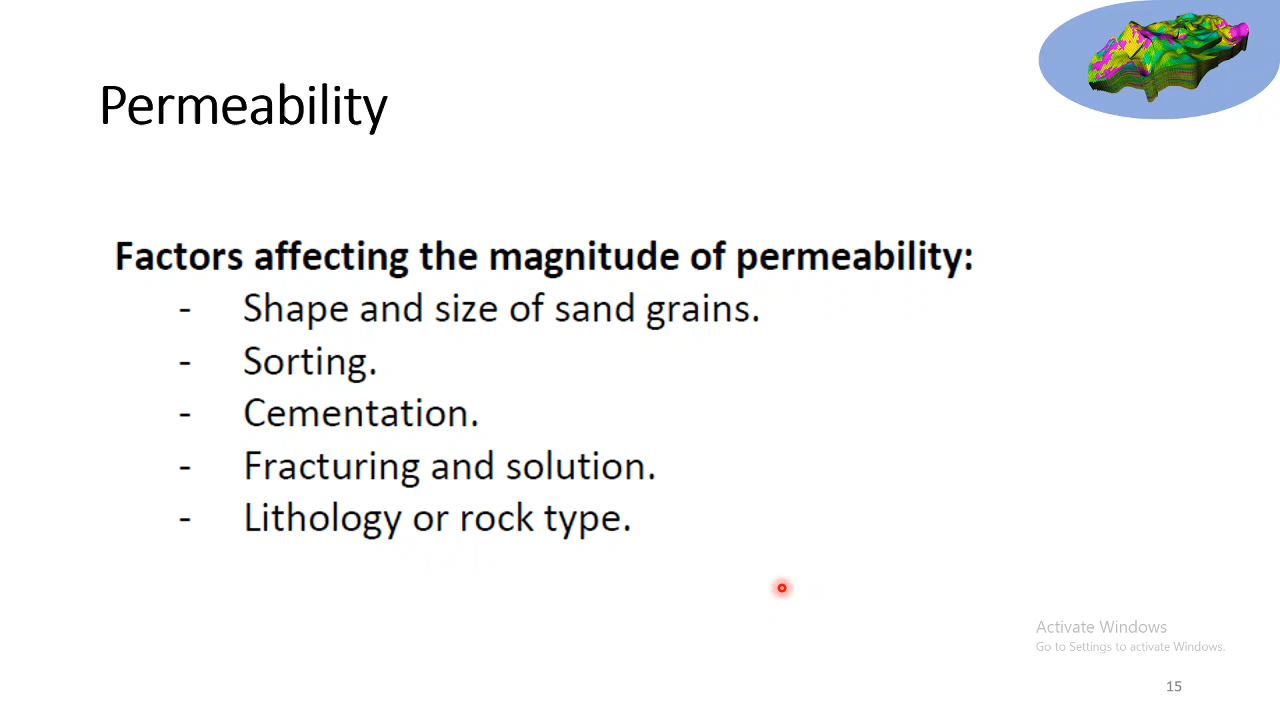 Permeability
Factors affecting the magnitude of permeability:
- Shape and size of sand grains.
- Sorting.
- Cementation.
- Fracturing and solution.
- Lithology or rock type.
Activate Windows
Go to Settings to activate Windows.
15